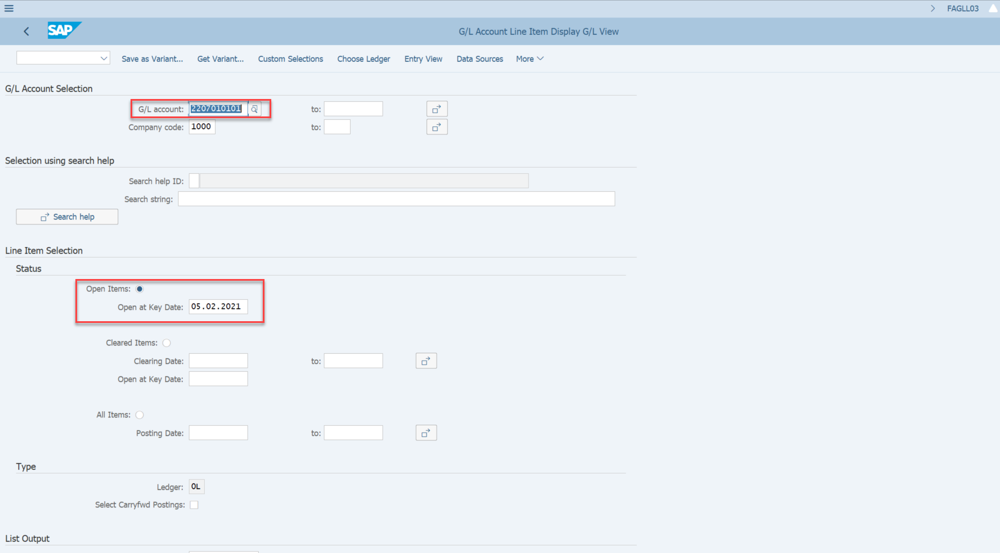 FAGLL03
SAP G/L Account Line Item Display G/L View
Save as Variant... Get Variant... Custom Selections Choose Ledger Entry View Data Sources More
G/L Account Selection
G/L account: 2207010101 to:
Company code: 1000 to:
Selection using search help
Search help ID:
Search string:
Search help
Line Item Selection
Status
Open Items:
Open at Key Date: 05.02.2021
Cleared Items:
Clearing Date: to:
Open at Key Date:
All Items:
Posting Date: to:
Type
Ledger: 0L
Select Carryfwd Postings:
List Output